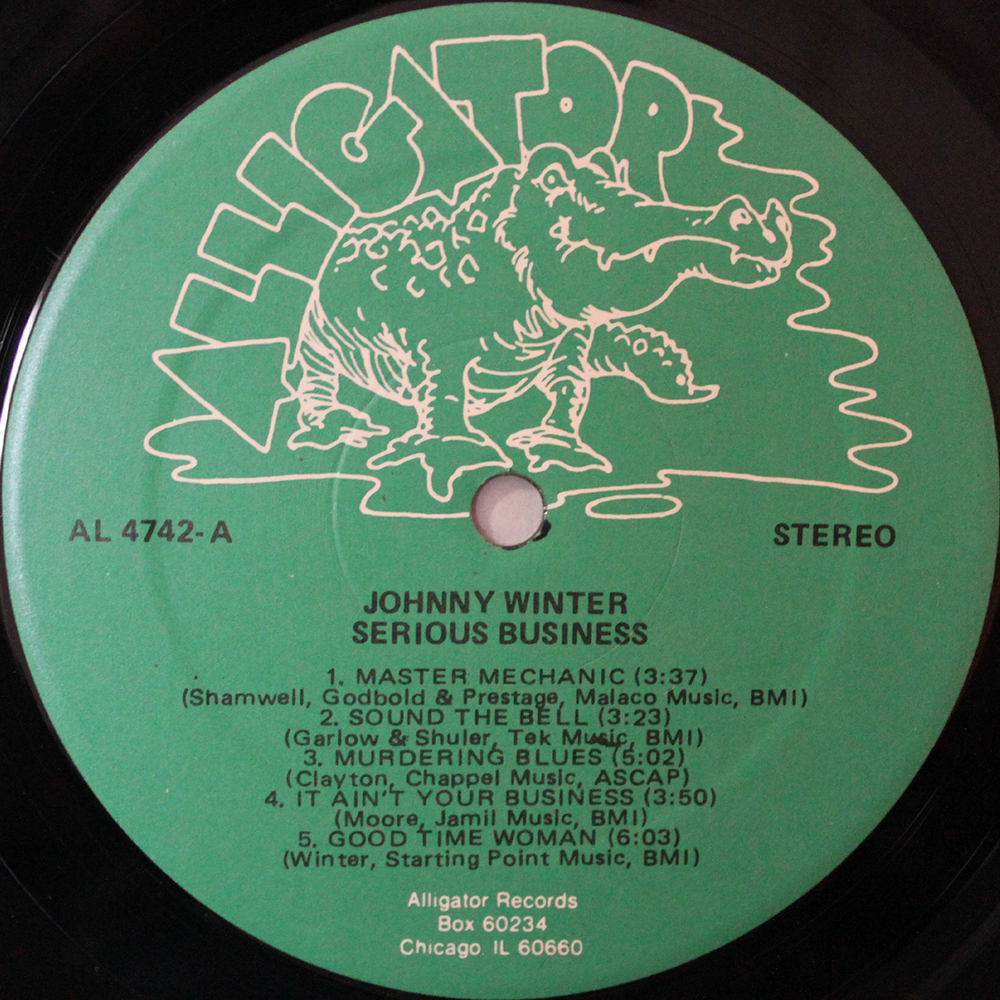 ALLIGATOR
AL 4742-A
STEREO
JOHNNY WINTER
SERIOUS BUSINESS
1. MASTER MECHANIC (3:37)
(Shamwell, Godbold & Prestage, Malaco Music, BMI)
2. SOUND THE BELL (3:23)
(Garlow & Shuler, Tek Music, BMI)
3. MURDERING BLUES (5:02)
(Clayton, Chappel Music, ASCAP)
4. IT AIN'T YOUR BUSINESS (3:50)
(Moore, Jamil Music, BMI)
5. GOOD TIME WOMAN (6:03)
(Winter, Starting Point Music, BMI)
Alligator Records
Box 60234
Chicago IL 60660